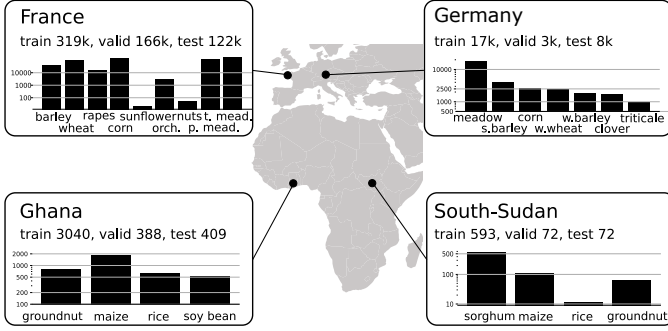 France
train 319k, valid 166k, test 122k
10000
1000
100
barley rapes sunflower nuts t. mead.
wheat corn orch. p. mead.
Germany
train 17k, valid 3k, test 8k
10000
5000
2500
1000
500
meadow corn w.barley triticale
s.barley w.wheat clover
Ghana
train 3040, valid 388, test 409
2000
1000
500
200
100
groundnut maize rice soy bean
South-Sudan
train 593, valid 72, test 72
500
100
10
sorghum maize rice groundnut